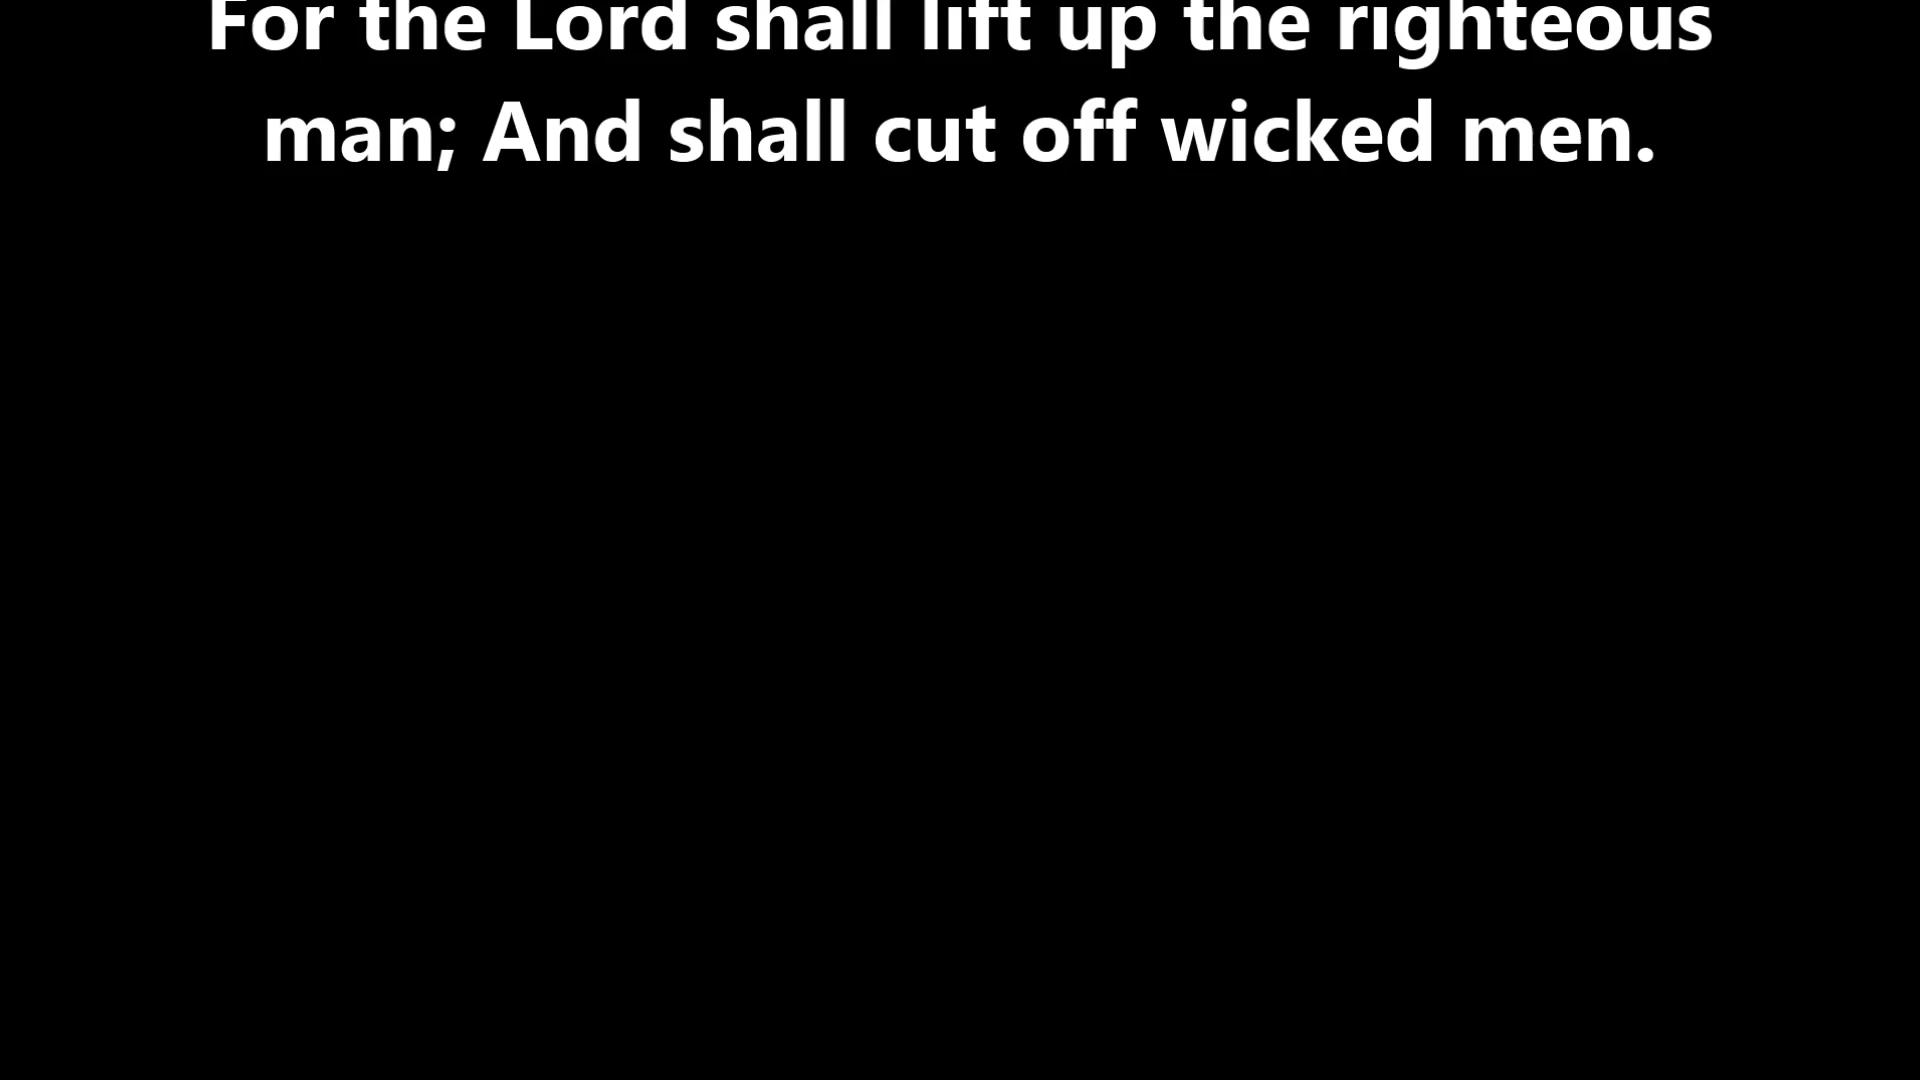 For the Lord shall lift up the righteous
man; And shall cut off wicked men.